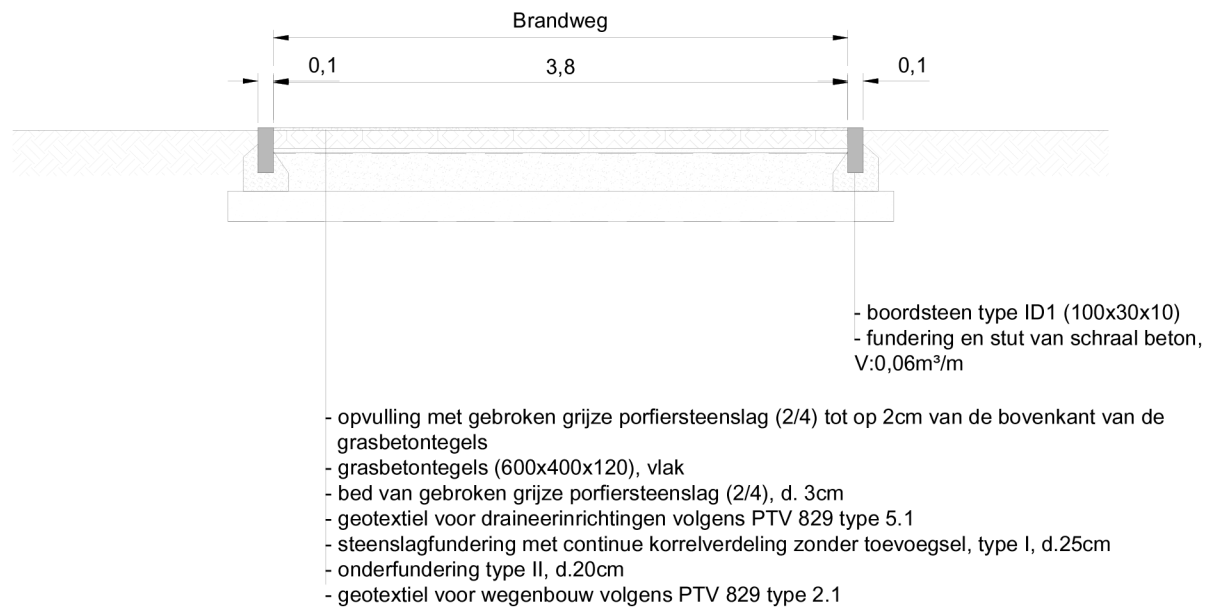 Brandweg
0,1
3,8
0,1
- boordsteen type ID1 (100x30x10)
- fundering en stut van schraal beton,
V:0,06m³/m
- opvulling met gebroken grijze porfiersteenslag (2/4) tot op 2cm van de bovenkant van de
grasbetontegels
- grasbetontegels (600x400x120), vlak
- bed van gebroken grijze porfiersteenslag (2/4), d. 3cm
- geotextiel voor draineerinrichtingen volgens PTV 829 type 5.1
- steenslagfundering met continue korrelverdeling zonder toevoegsel, type I, d.25cm
- onderfundering type II, d.20cm
- geotextiel voor wegenbouw volgens PTV 829 type 2.1